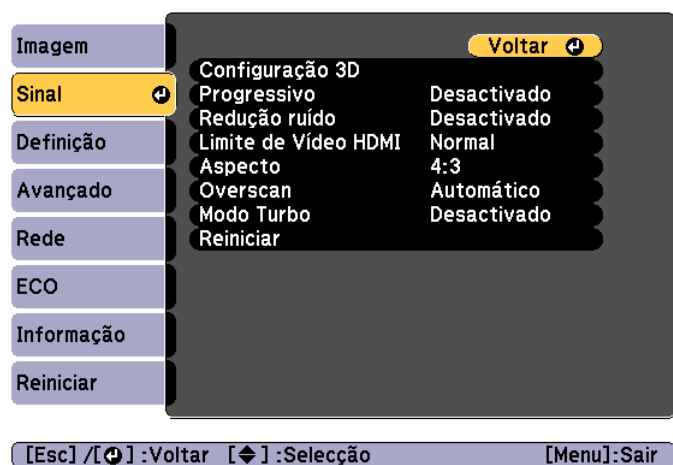 Imagem
Sinal
Definição
Avançado
Rede
ECO
Informação
Reiniciar
Voltar
Configuração 3D
Progressivo Desactivado
Redução ruído Desactivado
Limite de Vídeo HDMI Normal
Aspecto 4:3
Overscan Automático
Modo Turbo Desactivado
Reiniciar
[Esc] /[ ] :Voltar [ ] :Selecção [Menu]:Sair